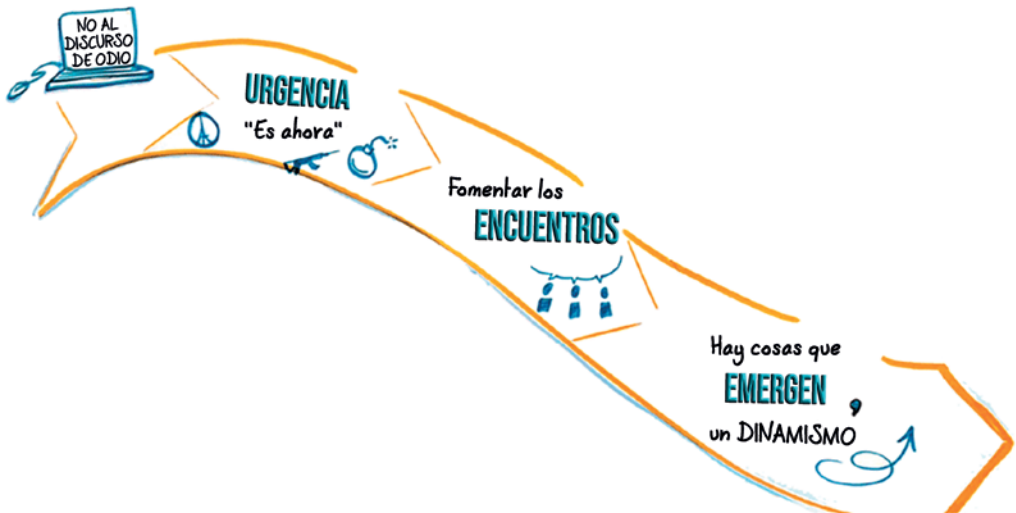 NO AL
DISCURSO
DE ODIO
URGENCIA
"Es ahora"
Fomentar los
ENCUENTROS
Hay cosas que
EMERGEN,
un DINAMISMO